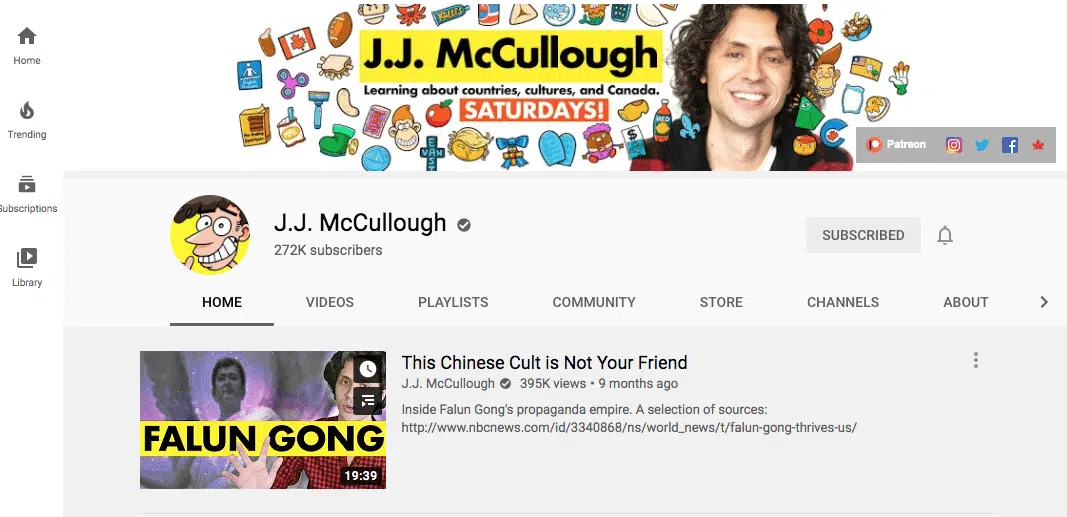 J.J. McCullough
Learning about countries, cultures, and Canada.
SATURDAYS!
EVAN
Patreon
Home
Trending
Subscriptions
Library
J.J. McCullough
272K subscribers
SUBSCRIBED
HOME VIDEOS PLAYLISTS COMMUNITY STORE CHANNELS ABOUT
FALUN GONG
19:39
This Chinese Cult is Not Your Friend
J.J. McCullough 395K views • 9 months ago
Inside Falun Gong's propaganda empire. A selection of sources:
http://www.nbcnews.com/id/3340868/ns/world_news/t/falun-gong-thrives-us/